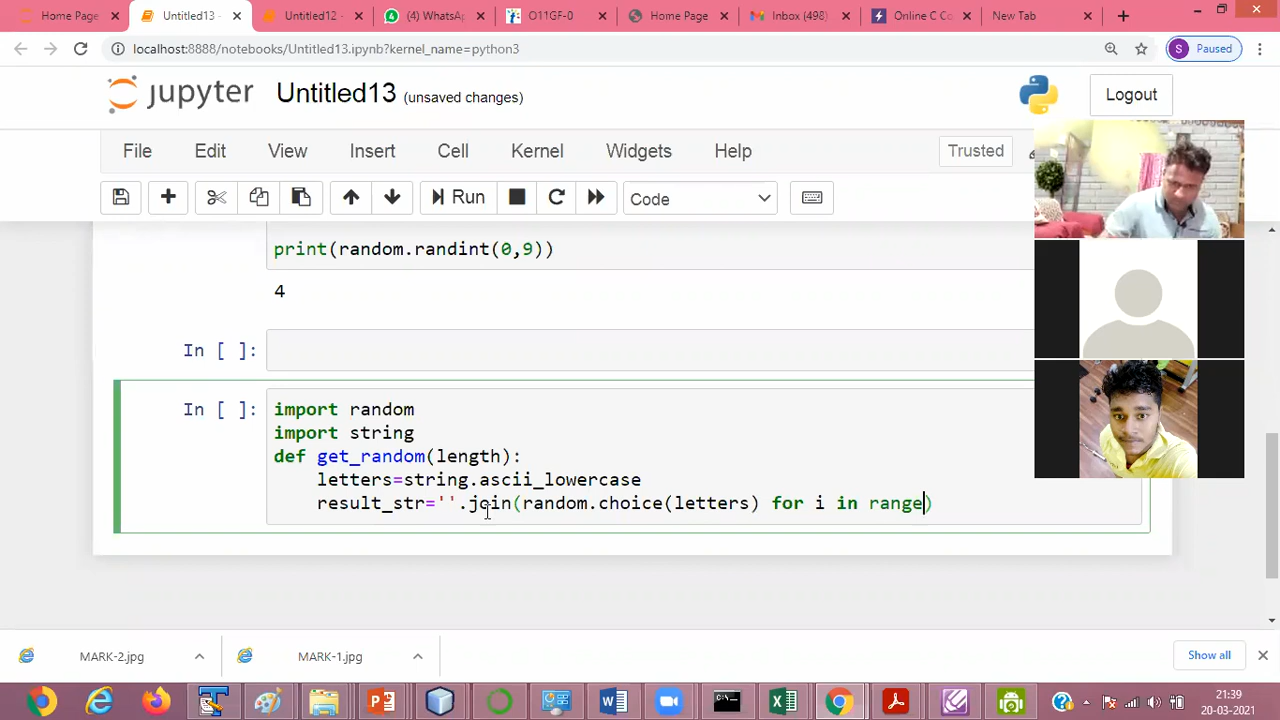 Home Page
Untitled13 -
Untitled12 -
(4) WhatsA
O11GF-0
Home Page
Inbox (498)
Online C Co
New Tab
localhost:8888/notebooks/Untitled13.ipynb?kernel_name=python3
S Paused
jupyter Untitled13 (unsaved changes)
Logout
File Edit View Insert Cell Kernel Widgets Help
Trusted
Run
Code
print(random.randint(0,9))
4
In [ ]:
In [ ]:
import random
import string
def get_random(length):
letters=string.ascii_lowercase
result_str=''.join(random.choice(letters) for i in range)
MARK-2.jpg
MARK-1.jpg
Show all
21:39
20-03-2021